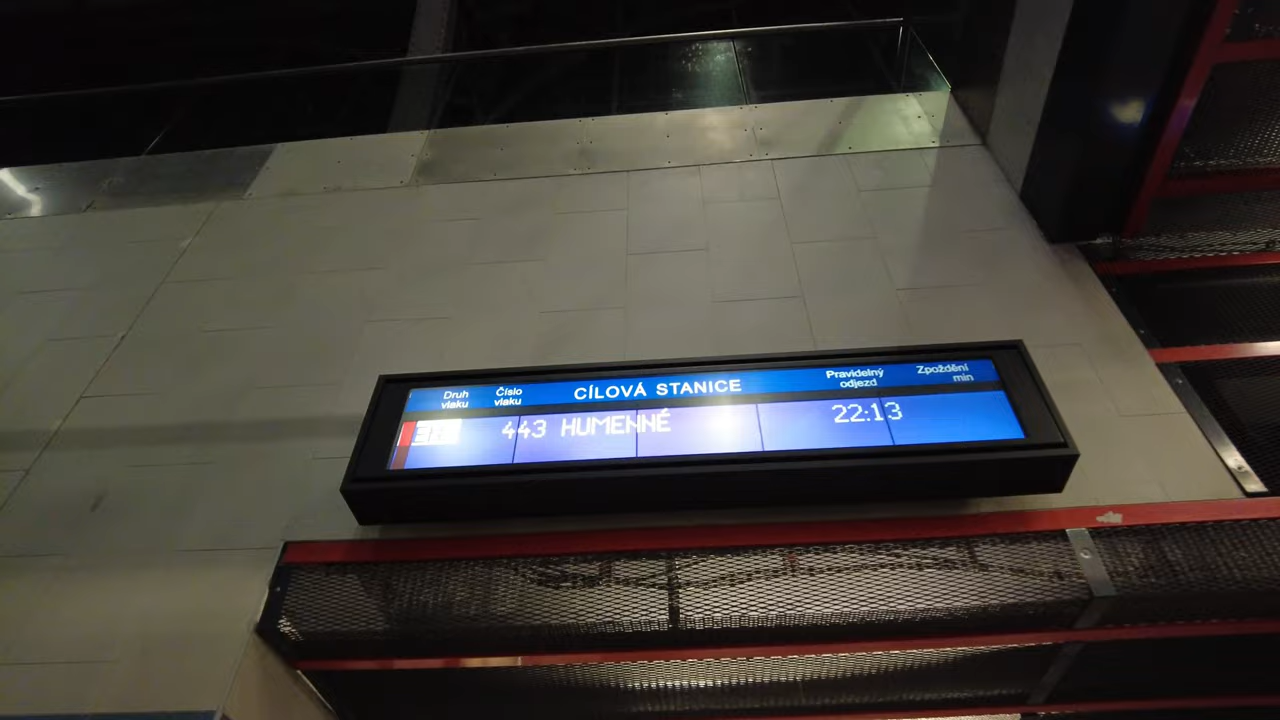 Druh vlaku Číslo vlaku CÍLOVÁ STANICE Pravidelný odjezd Zpoždění min
443 HUMENNÉ 22:13